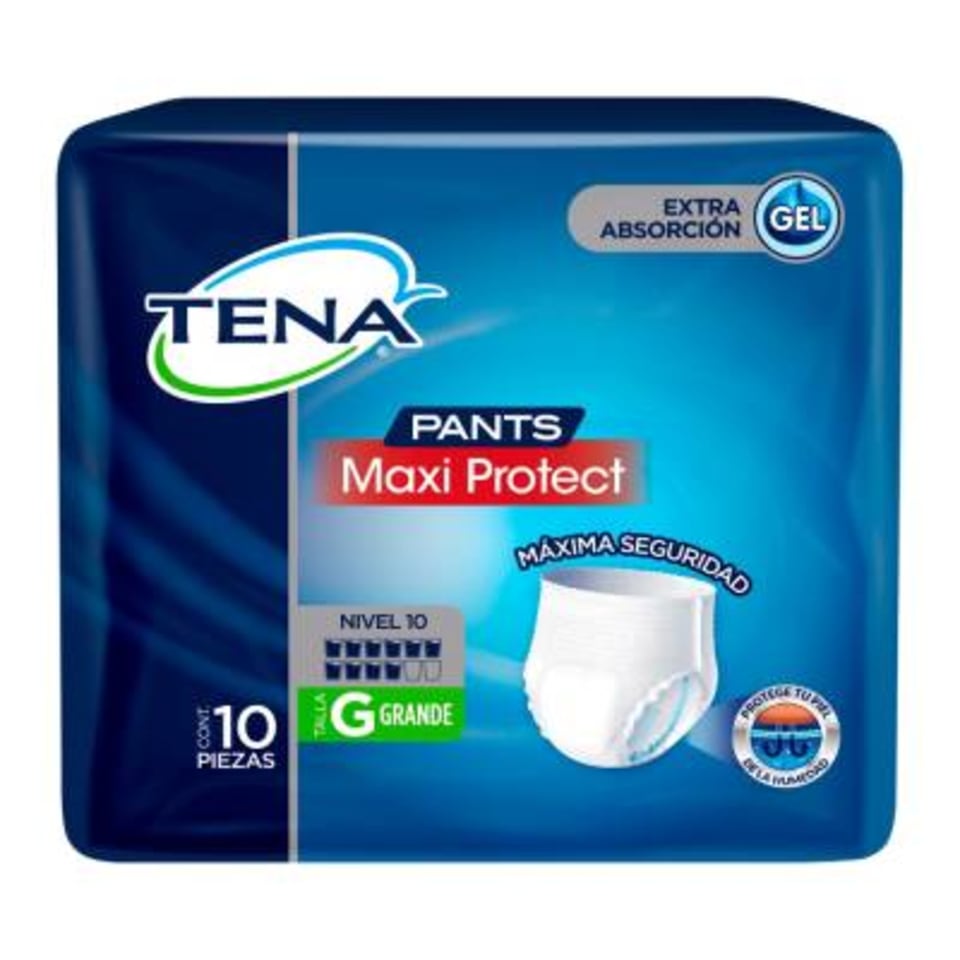 EXTRA
ABSORCIÓN
GEL
TENA
PANTS
Maxi Protect
MÁXIMA SEGURIDAD
NIVEL 10
TALLA G GRANDE
CONT. 10
PIEZAS
PROTEGE TU PIEL
DE LA HUMEDAD